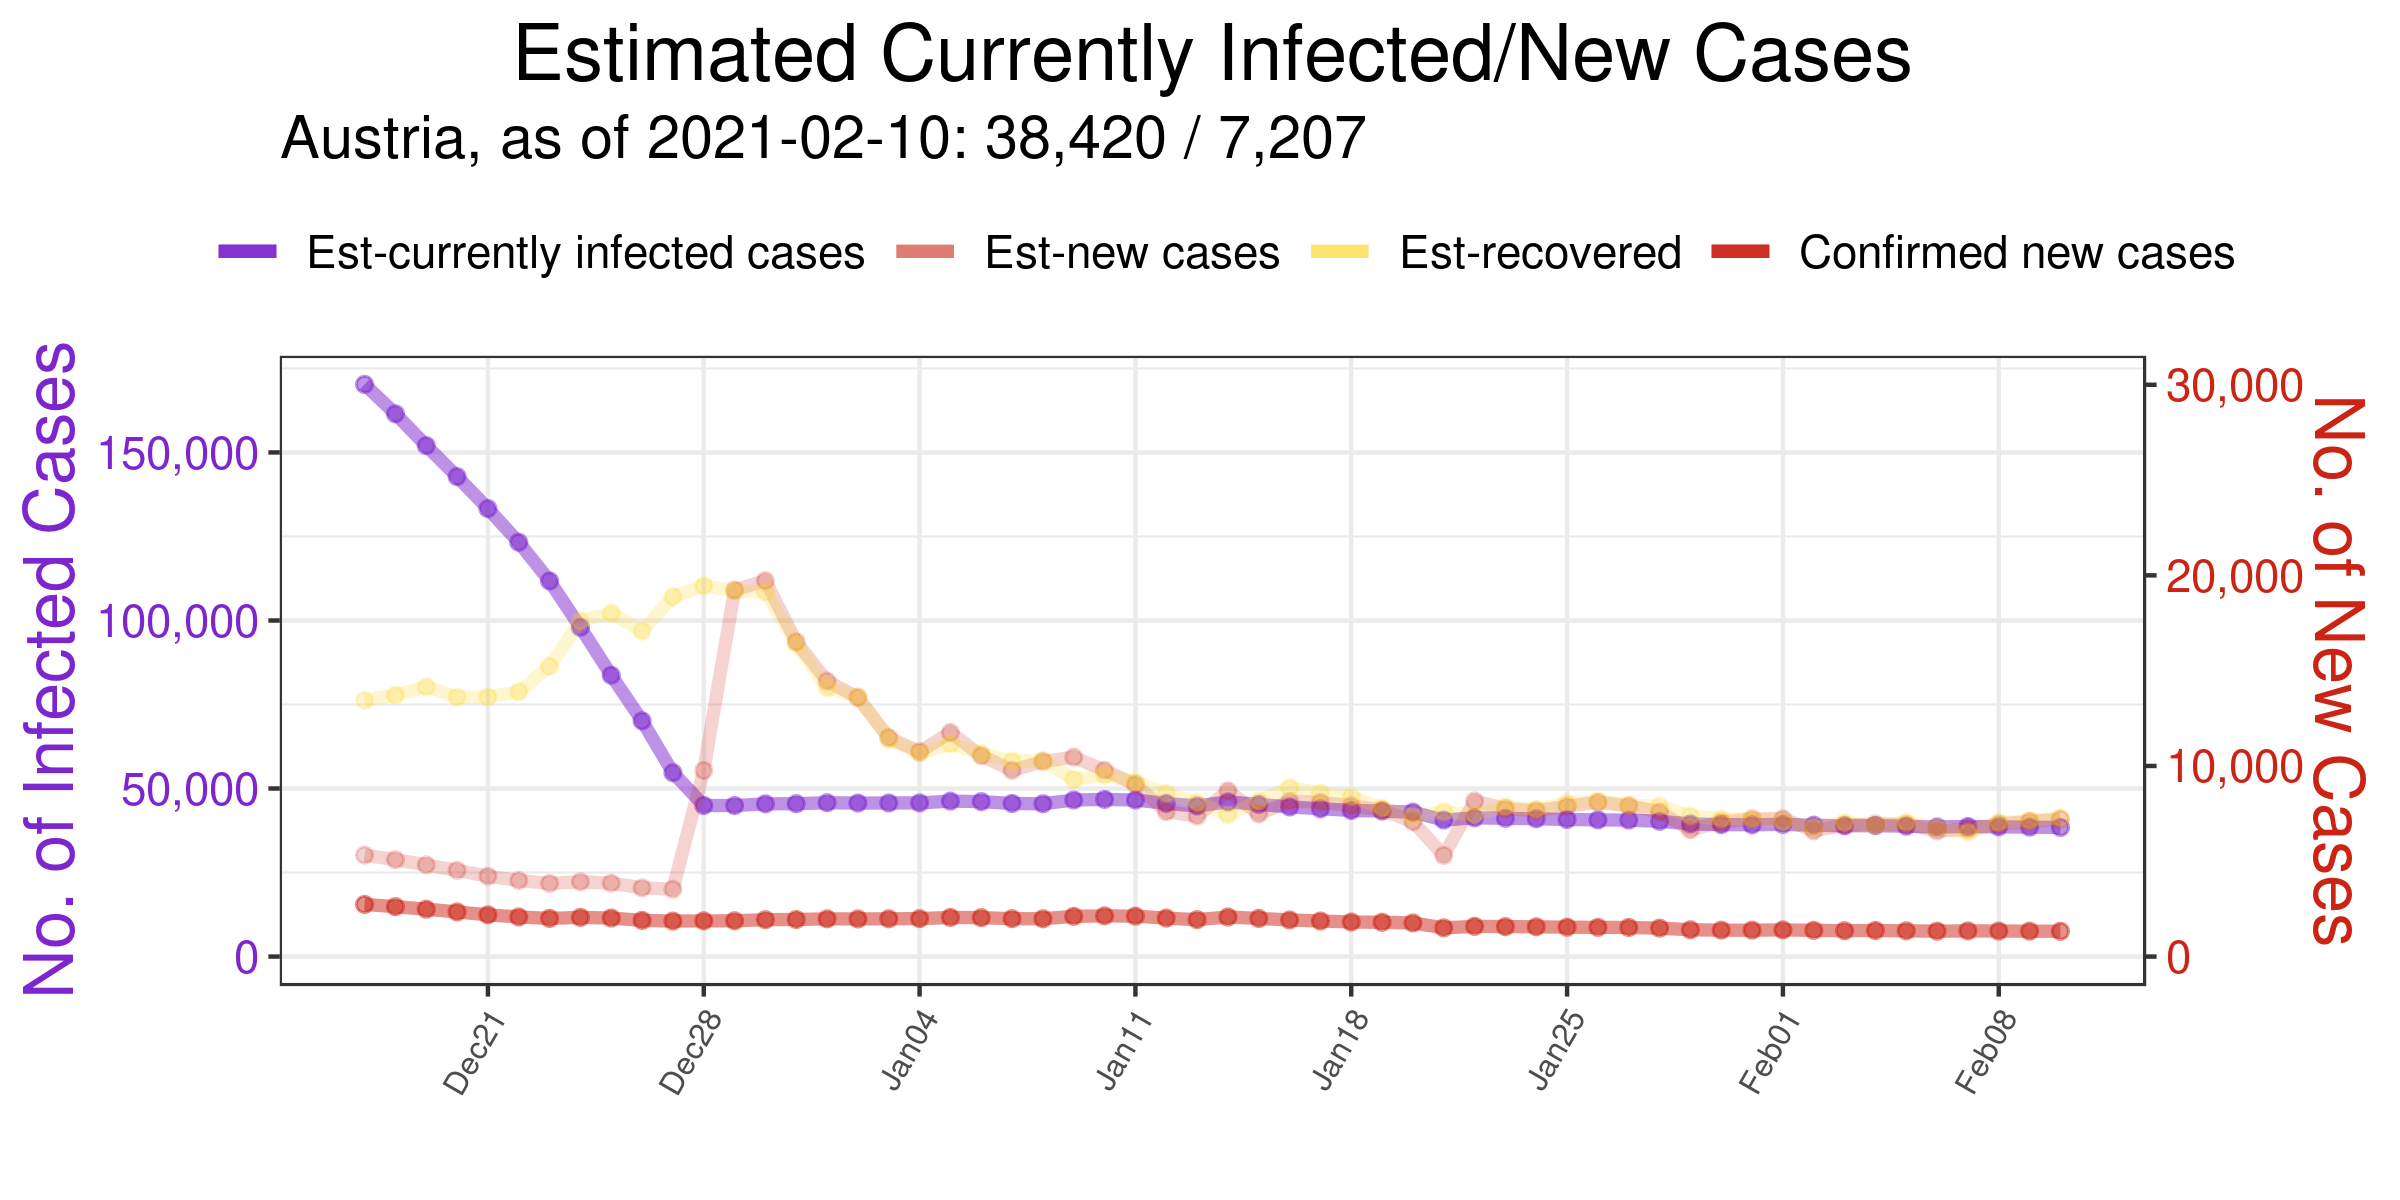 Estimated Currently Infected/New Cases
Austria, as of 2021-02-10: 38,420 / 7,207
Est-currently infected cases Est-new cases Est-recovered Confirmed new cases
No. of Infected Cases
150,000
100,000
50,000
0
30,000
20,000
10,000
0
No. of New Cases
Dec21 Dec28 Jan04 Jan11 Jan18 Jan25 Feb01 Feb08